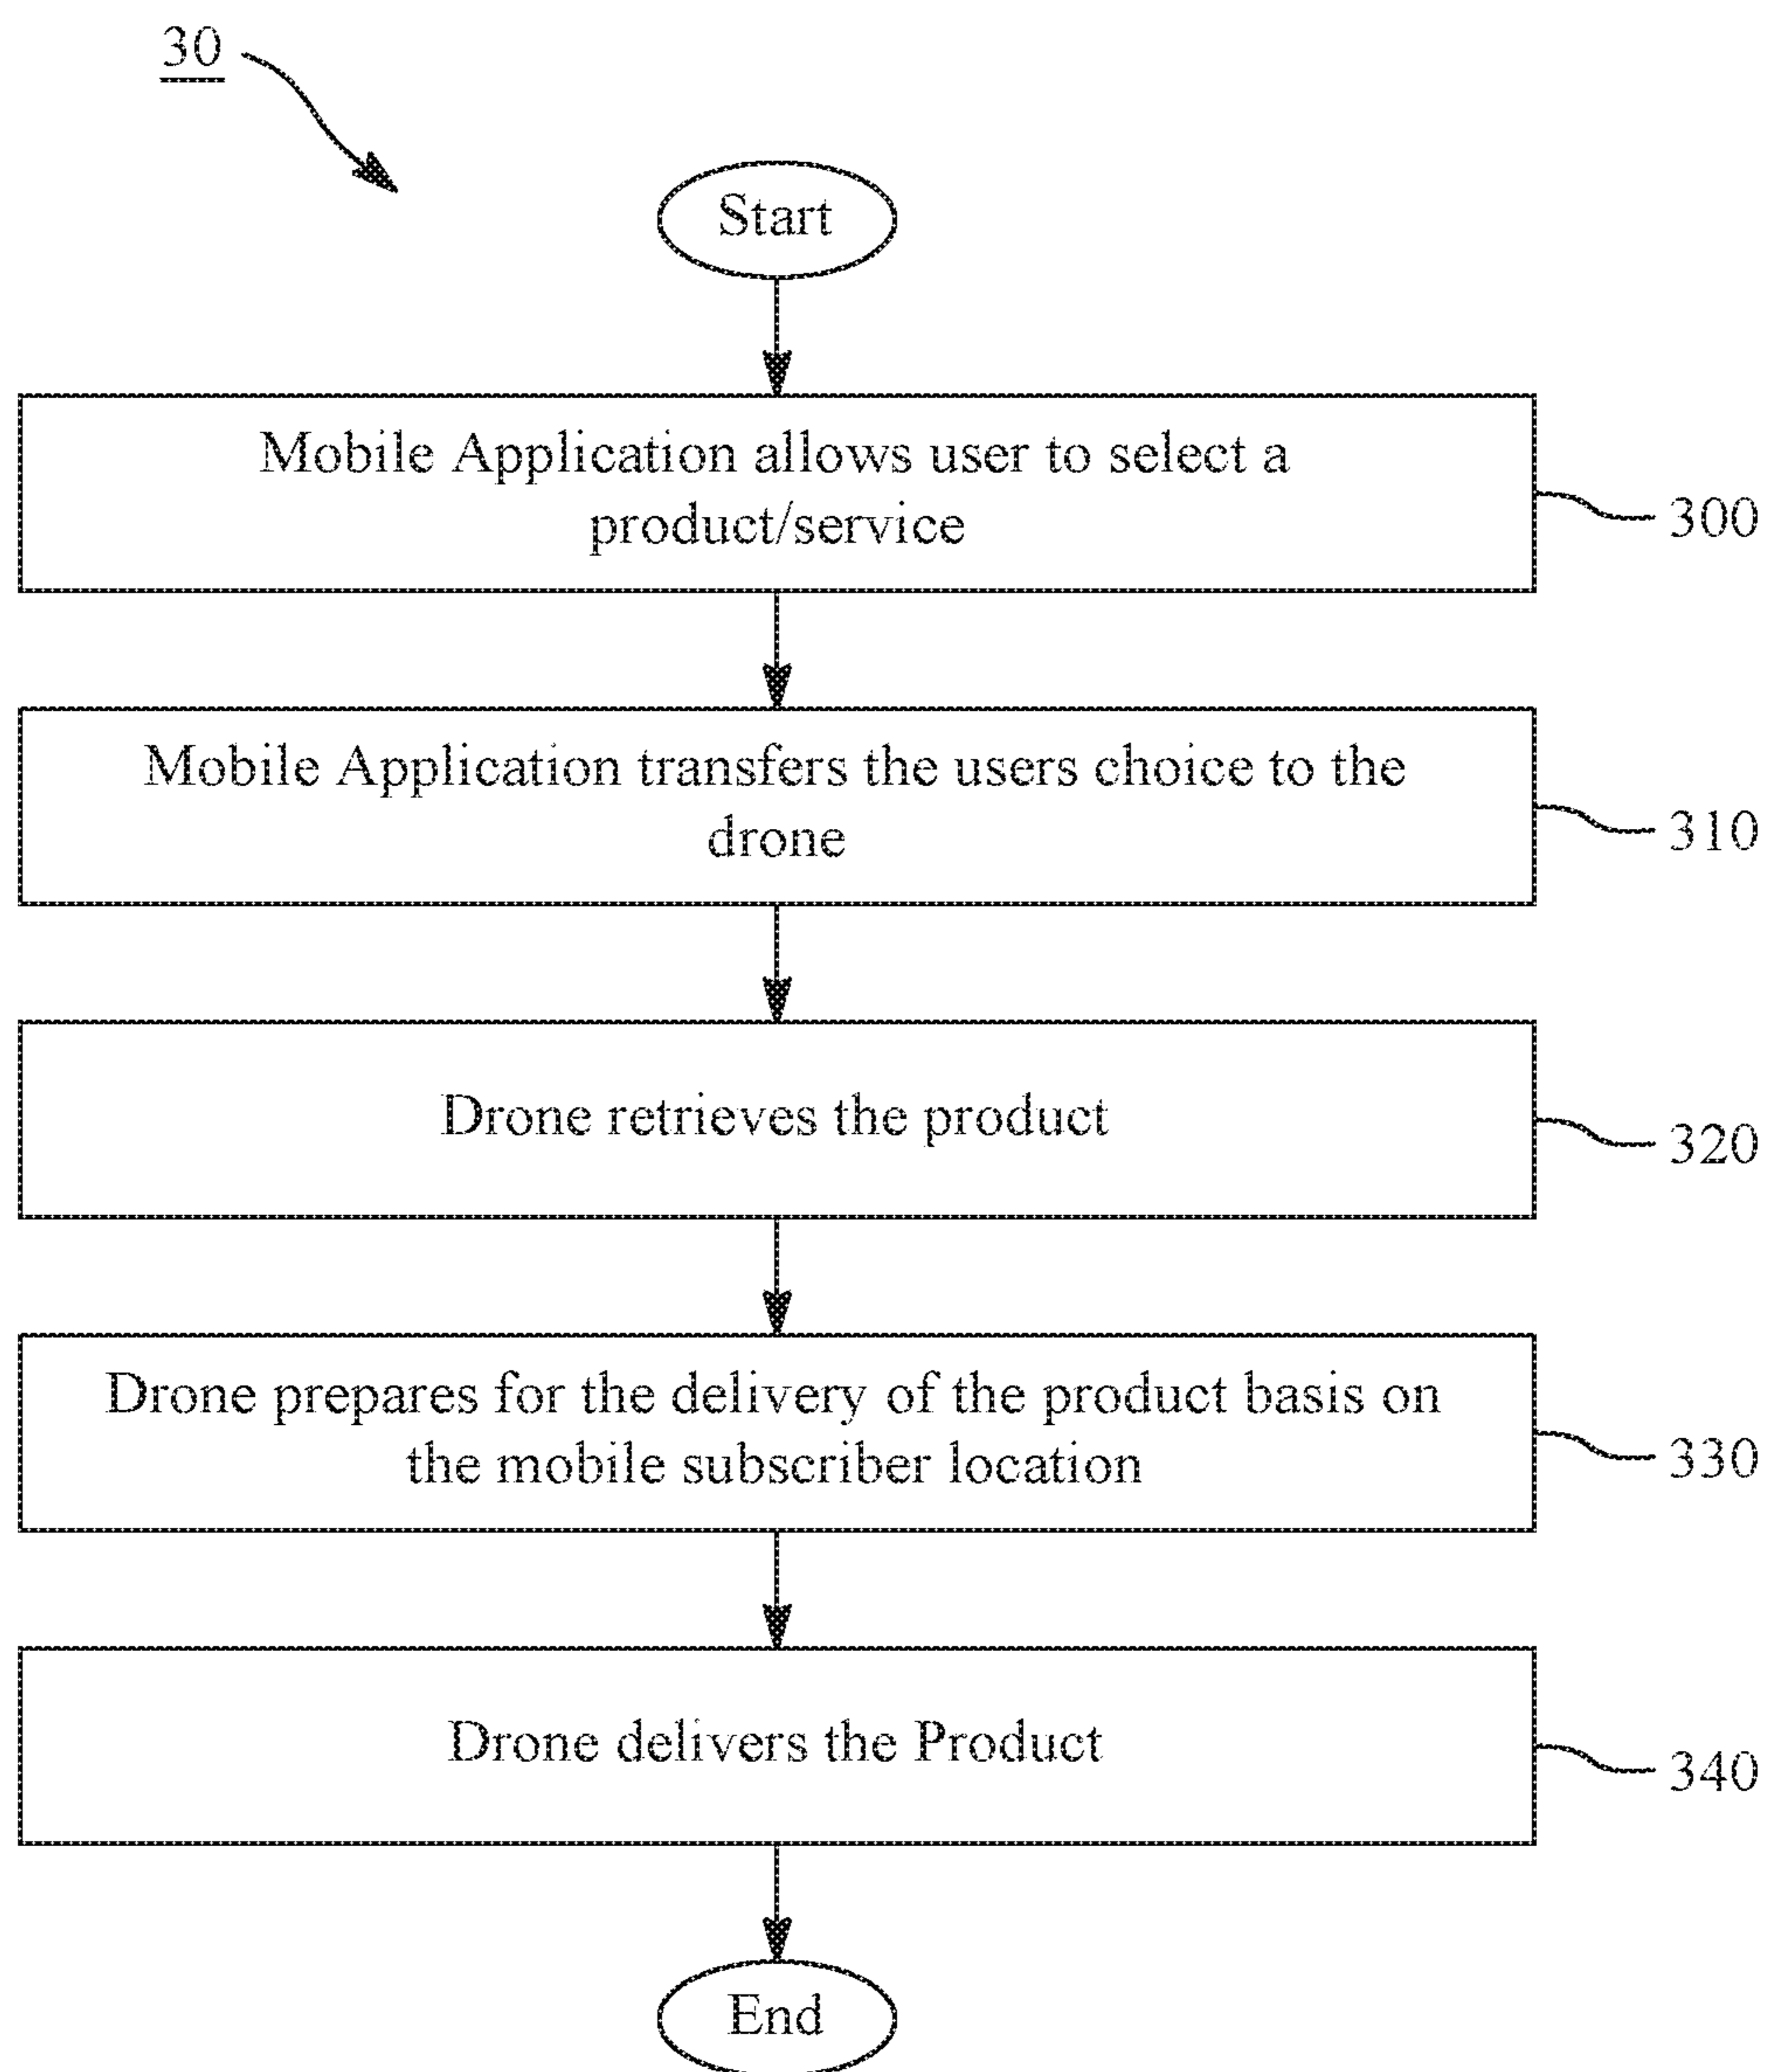 30
Start
Mobile Application allows user to select a
product/service
300
Mobile Application transfers the users choice to the
drone
310
Drone retrieves the product
320
Drone prepares for the delivery of the product basis on
the mobile subscriber location
330
Drone delivers the Product
340
End